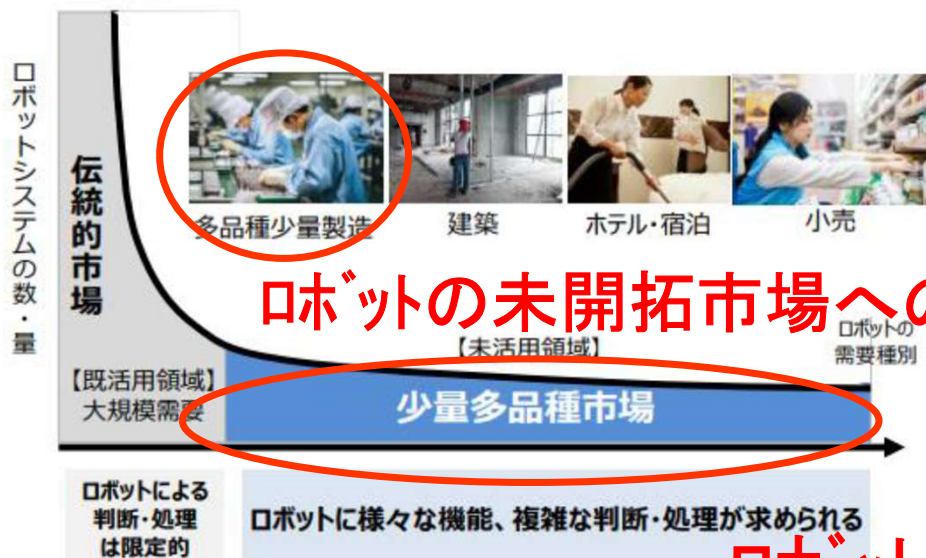 ロボットシステムの数・量
伝統的市場
多品種少量製造
建築
ホテル・宿泊
小売
ロボットの未開拓市場への
ロボットの
需要種別
【未活用領域】
【既活用領域】
大規模需要
少量多品種市場
ロボットによる
判断・処理
は限定的
ロボットに様々な機能、複雑な判断・処理が求められる